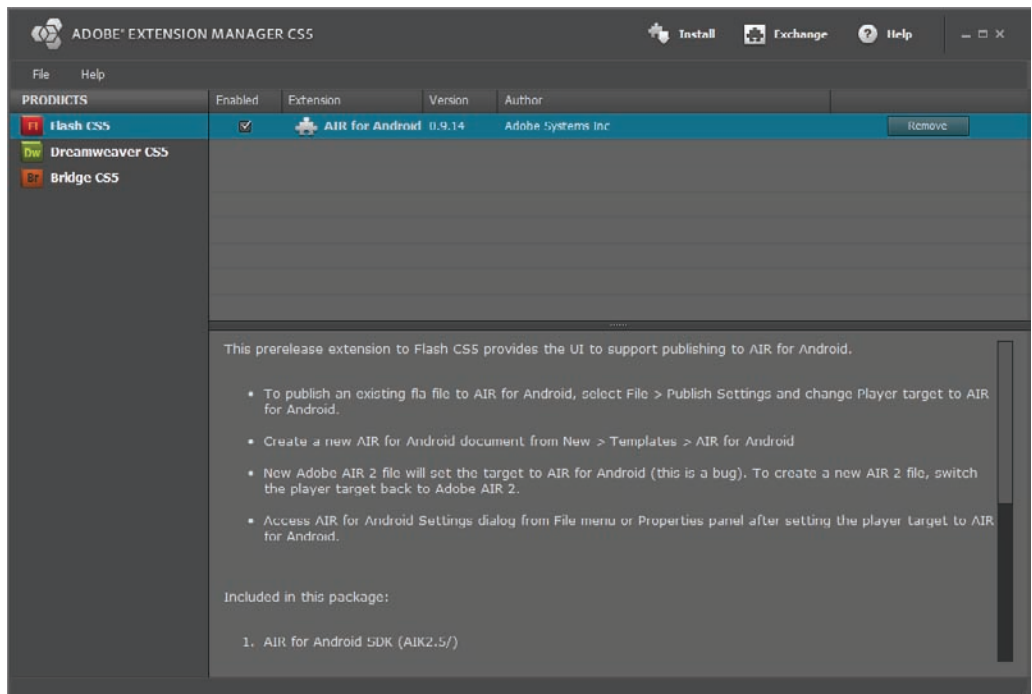 ADOBE® EXTENSION MANAGER CS5
Install
Exchange
Help
File Help
PRODUCTS
Enabled Extension Version Author
Fl Flash CS5
AIR for Android 0.9.14 Adobe Systems Inc
Remove
Dw Dreamweaver CS5
Br Bridge CS5
This prerelease extension to Flash CS5 provides the UI to support publishing to AIR for Android.
• To publish an existing fla file to AIR for Android, select File > Publish Settings and change Player target to AIR
for Android.
• Create a new AIR for Android document from New > Templates > AIR for Android
• New Adobe AIR 2 file will set the target to AIR for Android (this is a bug). To create a new AIR 2 file, switch
the player target back to Adobe AIR 2.
• Access AIR for Android Settings dialog from File menu or Properties panel after setting the player target to AIR
for Android.
Included in this package:
1. AIR for Android SDK (AIK2.5/)